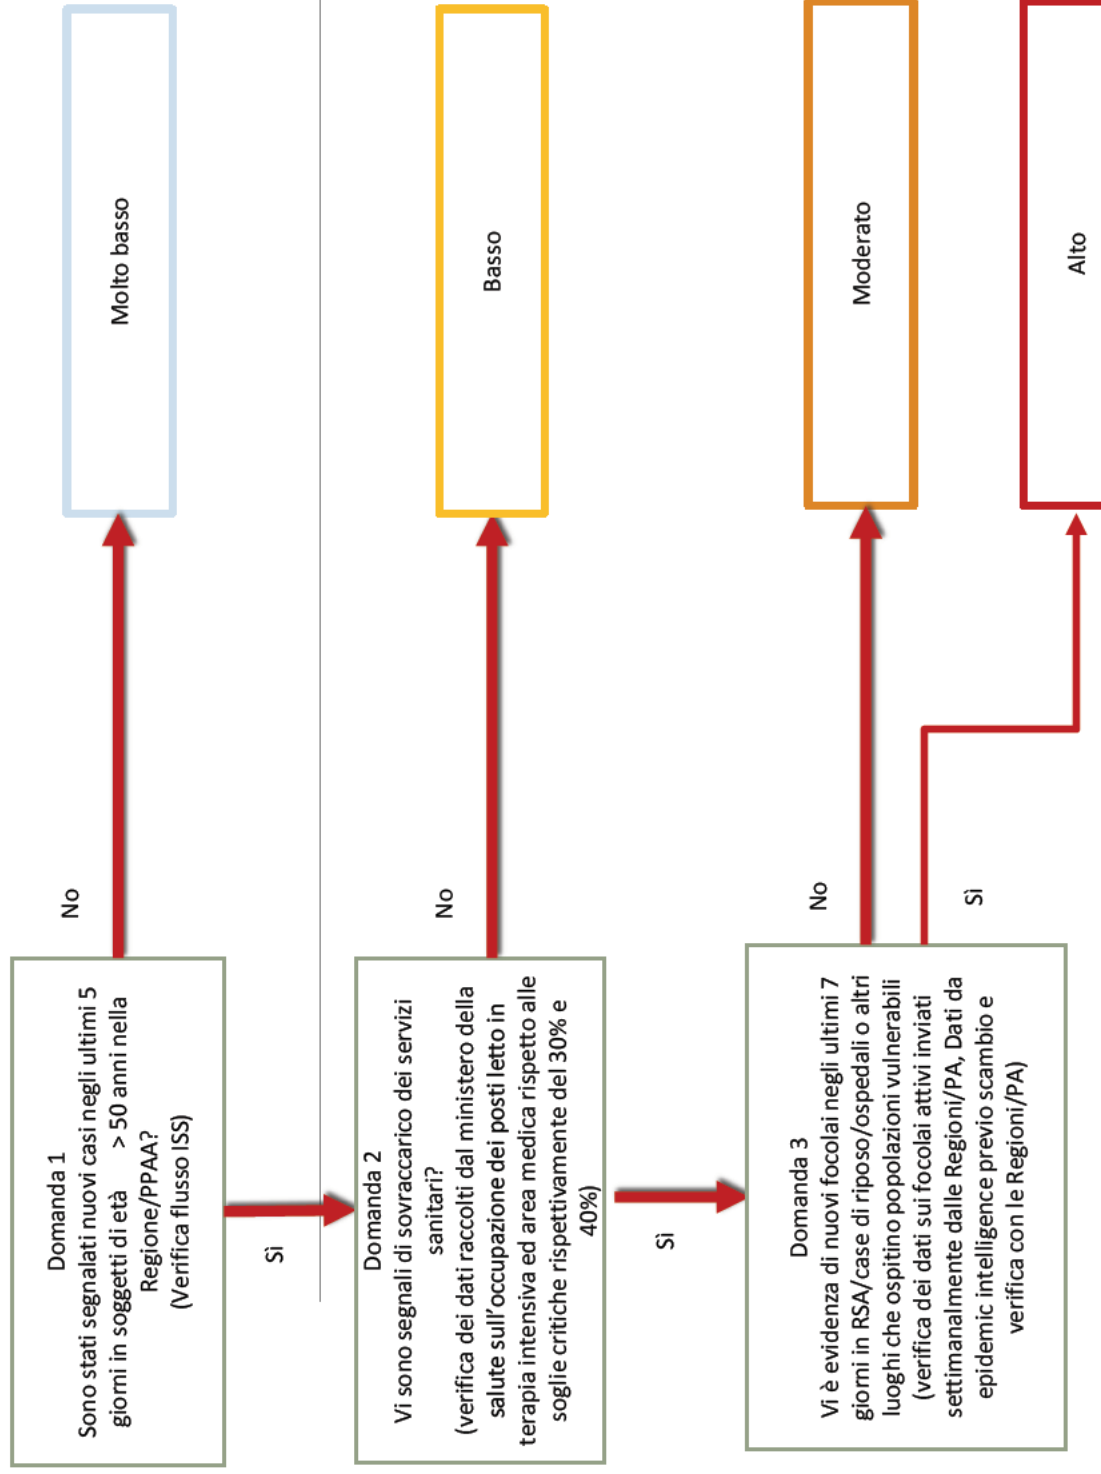 Domanda 1
Sono stati segnalati nuovi casi negli ultimi 5
giorni in soggetti di età > 50 anni nella
Regione/PPAA?
(Verifica flusso ISS)
No
Molto basso
Sì
Domanda 2
Vi sono segnali di sovraccarico dei servizi
sanitari?
(verifica dei dati raccolti dal ministero della
salute sull'occupazione dei posti letto in
terapia intensiva ed area medica rispetto alle
soglie critiche rispettivamente del 30% e
40%)
No
Basso
Sì
Domanda 3
Vi è evidenza di nuovi focolai negli ultimi 7
giorni in RSA/case di riposo/ospedali o altri
luoghi che ospitino popolazioni vulnerabili
(verifica dei dati sui focolai attivi inviati
settimanalmente dalle Regioni/PA, Dati da
epidemic intelligence previo scambio e
verifica con le Regioni/PA)
No
Moderato
Sì
Alto